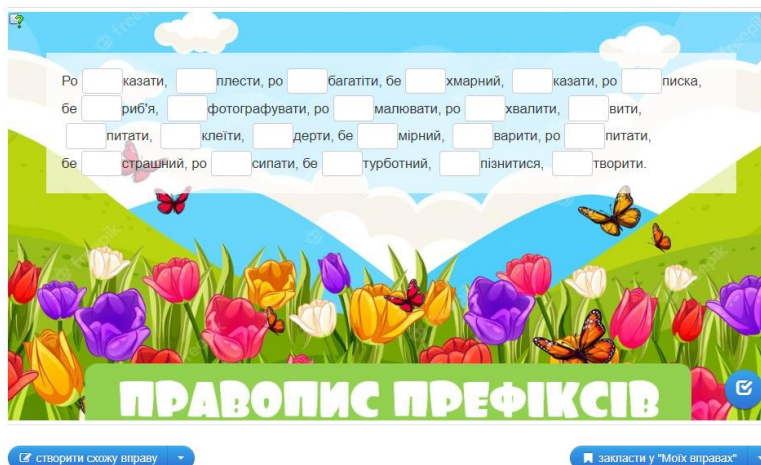 Ро казати, плести, ро багатіти, бе хмарний, казати, ро писка,
бе риб'я, фотографувати, ро малювати, ро хвалити, вити,
питати, клеїти, дерти, бе мірний, варити, ро питати,
бе страшний, ро сипати, бе турботний, пізнитися, творити.
ПРАВОПИС ПРЕФІКСІВ
створити схожу вправу
закласти у "Моїх вправах"